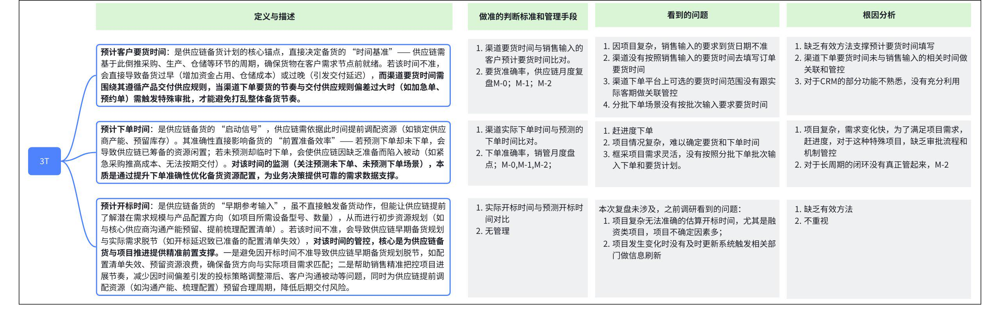 定义与描述
做准的判断标准和管理手段
看到的问题
根因分析
3T
预计客户要货时间：是供应链备货计划的核心锚点，直接决定备货的 “时间基准” —— 供应链需
基于此倒推采购、生产、仓储等环节的周期，确保货物在客户需求节点前就绪。若该时间不准，
会直接导致备货过早（增加资金占用、仓储成本）或过晚（引发交付延迟），而渠道要货时间需
围绕其遵循产品交付供应规则，当渠道下单要货的节奏与交付供应规则偏差过大时（如加急单、
预约单）需触发特殊审批，才能避免打乱整体备货节奏。
1. 渠道要货时间与销售输入的
客户预计要货时间比对。
2. 要货准确率，供应链月度复
盘M-0；M-1；M-2
1. 因项目复杂，销售输入的要求到货日期不准
2. 渠道没有按照销售输入的要货时间去填写订单
要货时间
3. 渠道下单平台上可选的要货时间范围没有跟实
际客期做关联管控
4. 分批下单场景没有按批次输入要求要货时间
1. 缺乏有效方法支撑预计要货时间填写
2. 渠道下单要货时间未与销售输入的相关时间做
关联和管控
3. 对于CRM的部分功能不熟悉，没有充分利用
预计下单时间：是供应链备货的 “启动信号” ，供应链需依据此时间提前调配资源（如锁定供应
商产能、预留库存）。其准确性直接影响备货的 “前置准备效率” —— 若预测下单却未下单，会
导致供应链已筹备的资源闲置；若未预测却临时下单，会使供应链因缺乏准备而陷入被动（如紧
急采购推高成本、无法按期交付）。对该时间的监测（关注预测未下单、未预测下单场景），本
质是通过提升下单准确性优化备货资源配置，为业务决策提供可靠的需求数据支撑。
1. 渠道实际下单时间与预测的
下单时间比对。
2. 下单准确率，销管月度盘
点；M-0,M-1,M-2；
1. 赶进度下单
2. 项目情况复杂，难以确定要货和下单时间
3. 框采项目需求灵活，没有按照分批下单批次输
入下单和要货计划。
1. 项目复杂，需求变化快，为了满足项目需求，
赶进度，对于这种特殊项目，缺乏审批流程和
机制管控
2. 对于长周期的闭环没有真正管起来，M-2
预计开标时间：是供应链备货的 “早期参考输入” ，虽不直接触发备货动作，但能让供应链提前
了解潜在需求规模与产品配置方向（如项目所需设备型号、数量），从而进行初步资源规划（如
与核心供应商沟通产能预留、提前梳理配置清单）。若该时间不准，会导致供应链早期备货规划
与实际需求脱节（如开标延迟致已准备的配置清单失效），对该时间的管控，核心是为供应链备
货与项目推进提供精准前置支撑。一是避免因开标时间不准导致供应链早期备货规划脱节，如配
置清单失效、预留资源浪费，确保备货方向与实际项目需求匹配；二是帮助销售精准把控项目进
展节奏，减少因时间偏差引发的投标策略调整滞后、客户沟通被动等问题，同时为供应链提前调
配资源（如沟通产能、梳理配置）预留合理周期，降低后期交付风险。
1. 实际开标时间与预测开标时
间对比
2. 无管理
本次复盘未涉及，之前调研看到的问题：
1. 项目复杂无法准确的估算开标时间，尤其是融
资类项目，项目不确定因素多；
2. 项目发生变化时没有及时更新系统触发相关部
门做信息刷新
1. 缺乏有效方法
2. 不重视